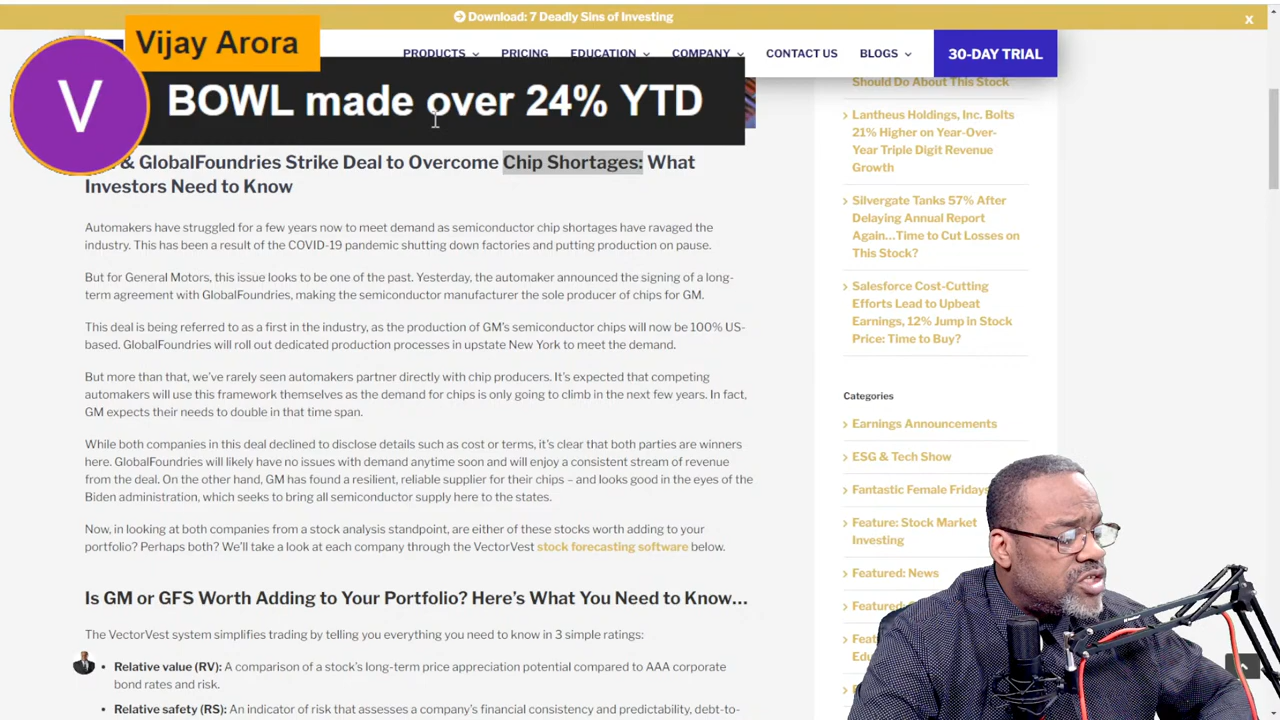 Download: 7 Deadly Sins of Investing
x
Vijay Arora
V
BOWL made over 24% YTD
PRODUCTS
PRICING
EDUCATION
COMPANY
CONTACT US
BLOGS
30-DAY TRIAL
& GlobalFoundries Strike Deal to Overcome Chip Shortages: What
Investors Need to Know
Automakers have struggled for a few years now to meet demand as semiconductor chip shortages have ravaged the
industry. This has been a result of the COVID-19 pandemic shutting down factories and putting production on pause.
But for General Motors, this issue looks to be one of the past. Yesterday, the automaker announced the signing of a long-
term agreement with GlobalFoundries, making the semiconductor manufacturer the sole producer of chips for GM.
This deal is being referred to as a first in the industry, as the production of GM's semiconductor chips will now be 100% US-
based. GlobalFoundries will roll out dedicated production processes in upstate New York to meet the demand.
But more than that, we've rarely seen automakers partner directly with chip producers. It's expected that competing
automakers will use this framework themselves as the demand for chips is only going to climb in the next few years. In fact,
GM expects their needs to double in that time span.
While both companies in this deal declined to disclose details such as cost or terms, it's clear that both parties are winners
here. GlobalFoundries will likely have no issues with demand anytime soon and will enjoy a consistent stream of revenue
from the deal. On the other hand, GM has found a resilient, reliable supplier for their chips – and looks good in the eyes of the
Biden administration, which seeks to bring all semiconductor supply here to the states.
Now, in looking at both companies from a stock analysis standpoint, are either of these stocks worth adding to your
portfolio? Perhaps both? We'll take a look at each company through the VectorVest stock forecasting software below.
Is GM or GFS Worth Adding to Your Portfolio? Here's What You Need to Know…
The VectorVest system simplifies trading by telling you everything you need to know in 3 simple ratings:
• Relative value (RV): A comparison of a stock's long-term price appreciation potential compared to AAA corporate
bond rates and risk.
• Relative safety (RS): An indicator of risk that assesses a company's financial consistency and predictability, debt-to-
Should Do About This Stock
Lantheus Holdings, Inc. Bolts
21% Higher on Year-Over-
Year Triple Digit Revenue
Growth
Silvergate Tanks 57% After
Delaying Annual Report
Again…Time to Cut Losses on
This Stock?
Salesforce Cost-Cutting
Efforts Lead to Upbeat
Earnings, 12% Jump in Stock
Price: Time to Buy?
Categories
Earnings Announcements
ESG & Tech Show
Fantastic Female Fridays
Feature: Stock Market
Investing
Featured: News